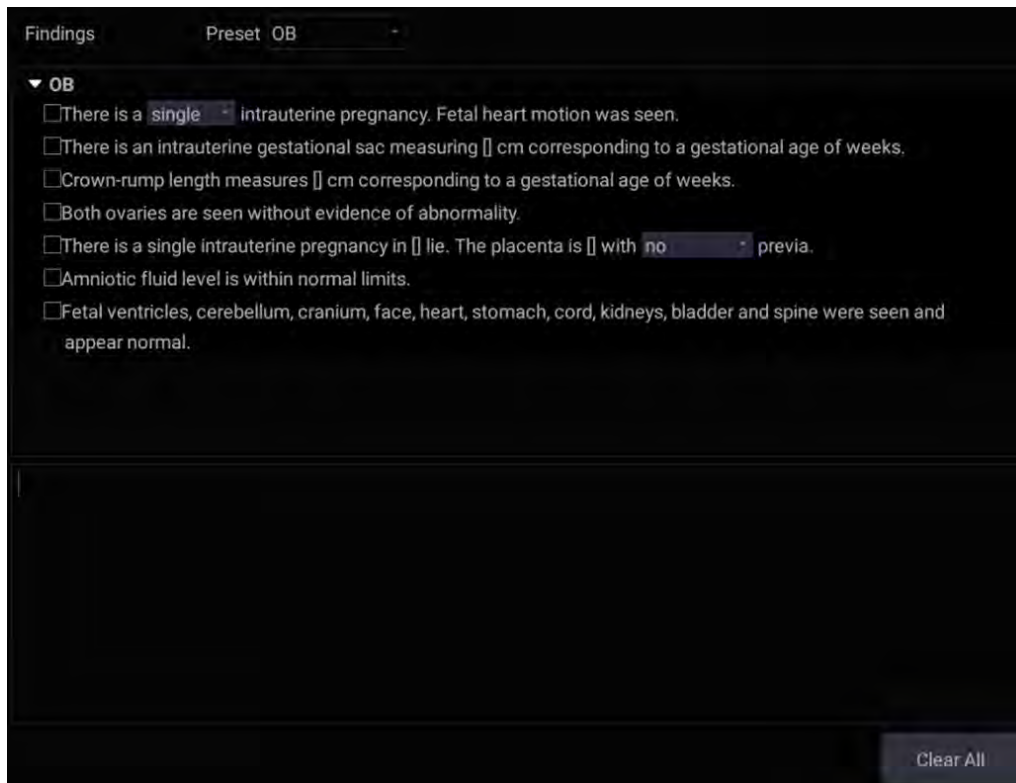 Findings Preset OB
OB
There is a single intrauterine pregnancy. Fetal heart motion was seen.
There is an intrauterine gestational sac measuring [] cm corresponding to a gestational age of weeks.
Crown-rump length measures [] cm corresponding to a gestational age of weeks.
Both ovaries are seen without evidence of abnormality.
There is a single intrauterine pregnancy in [] lie. The placenta is [] with no previa.
Amniotic fluid level is within normal limits.
Fetal ventricles, cerebellum, cranium, face, heart, stomach, cord, kidneys, bladder and spine were seen and
appear normal.
Clear All